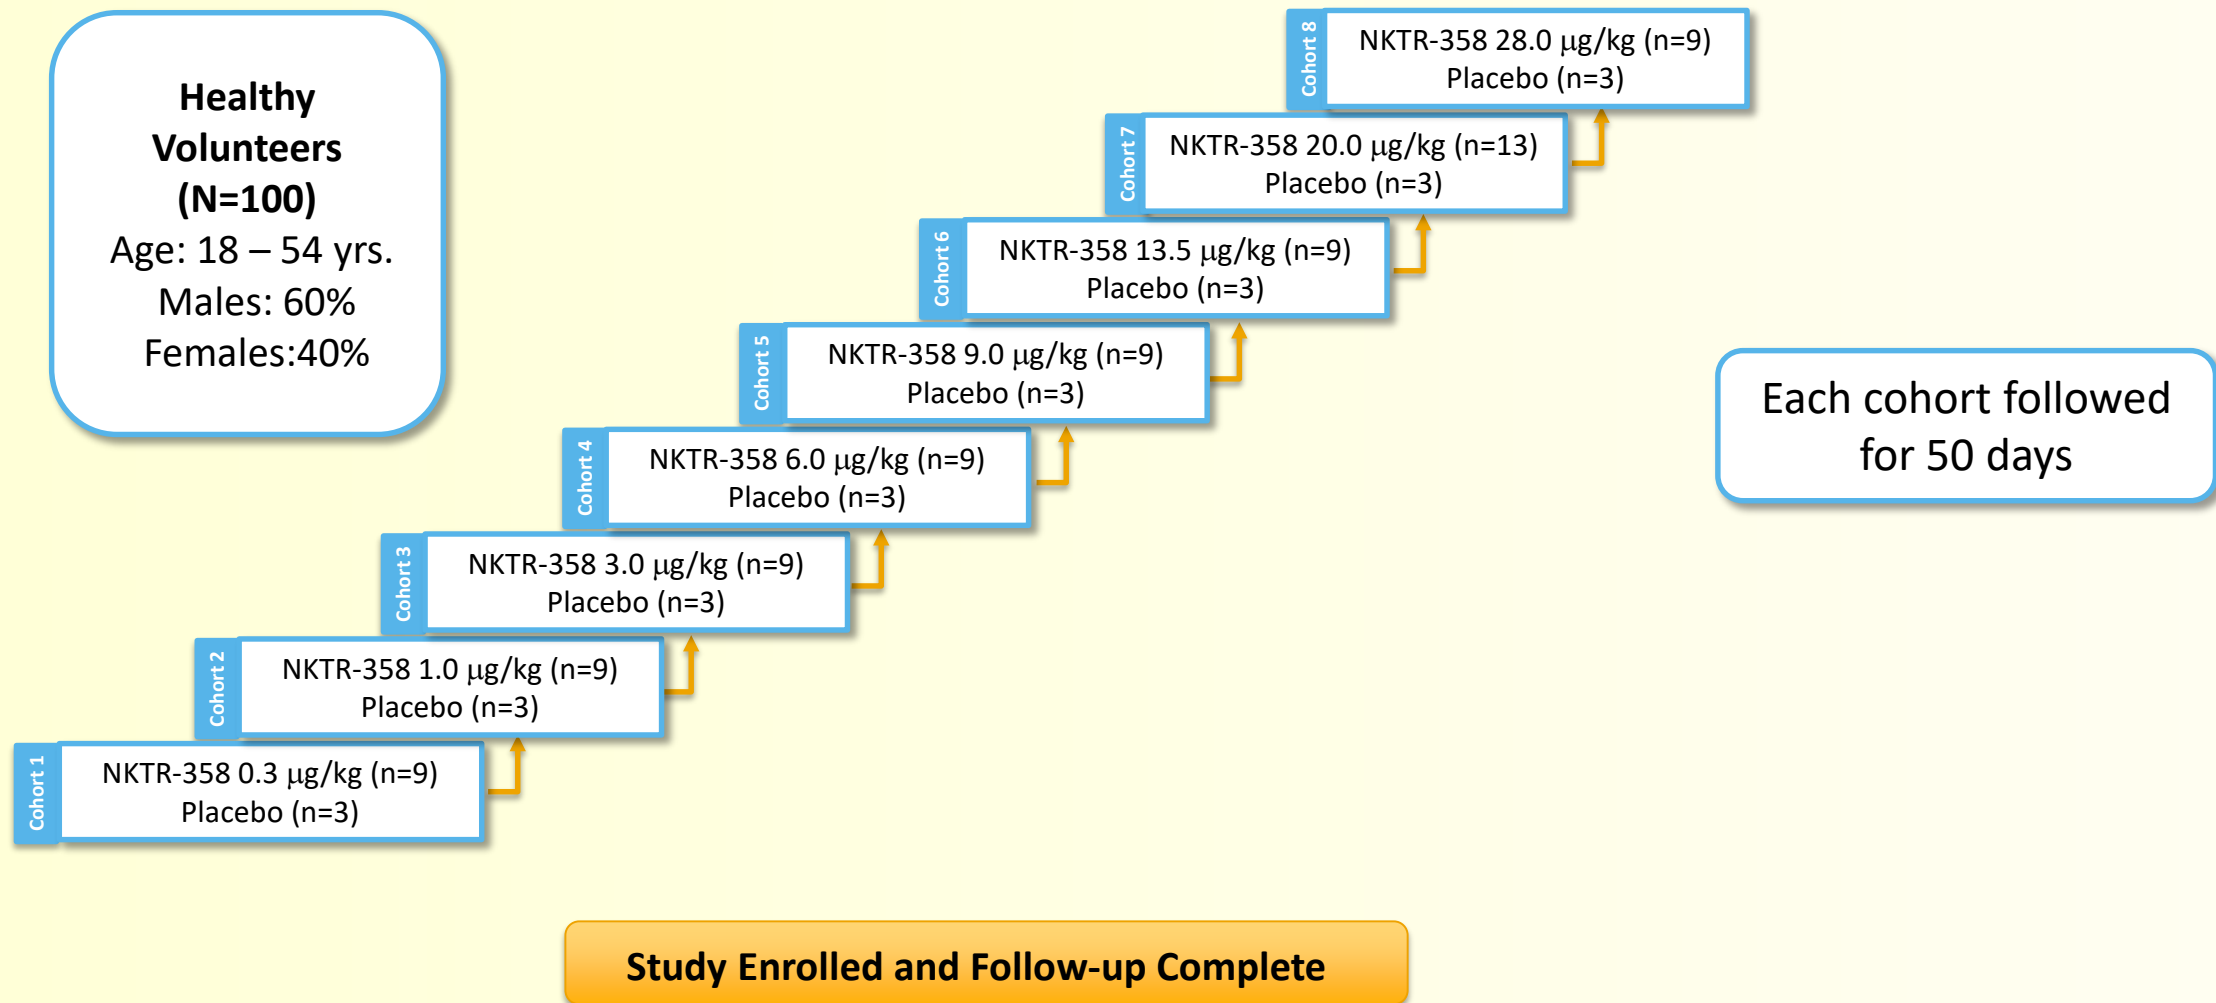 Healthy
Volunteers
(N=100)
Age: 18 – 54 yrs.
Males: 60%
Females:40%
Cohort 8
NKTR-358 28.0 μg/kg (n=9)
Placebo (n=3)
Cohort 7
NKTR-358 20.0 μg/kg (n=13)
Placebo (n=3)
Cohort 6
NKTR-358 13.5 μg/kg (n=9)
Placebo (n=3)
Cohort 5
NKTR-358 9.0 μg/kg (n=9)
Placebo (n=3)
Cohort 4
NKTR-358 6.0 μg/kg (n=9)
Placebo (n=3)
Cohort 3
NKTR-358 3.0 μg/kg (n=9)
Placebo (n=3)
Cohort 2
NKTR-358 1.0 μg/kg (n=9)
Placebo (n=3)
Cohort 1
NKTR-358 0.3 μg/kg (n=9)
Placebo (n=3)
Each cohort followed
for 50 days
Study Enrolled and Follow-up Complete